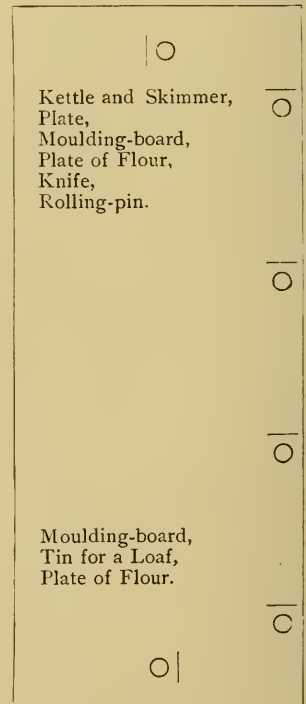 Kettle and Skimmer,
Plate,
Moulding-board,
Plate of Flour,
Knife,
Rolling-pin.
Moulding-board,
Tin for a Loaf,
Plate of Flour.